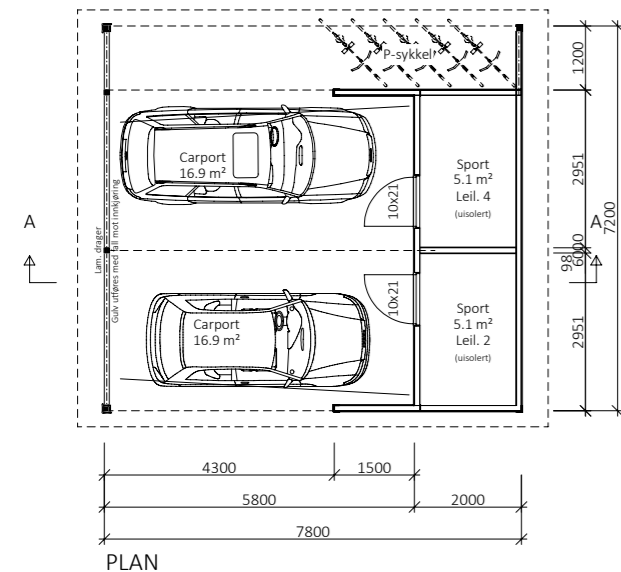 P-sykkel
1200
Carport
16.9 m²
10x21
Sport
5.1 m²
Leil. 4
(uisolert)
2951
7200
A
A
Lam. drager
Gulv utføres med fall mot innkjøring
98
6000
Carport
16.9 m²
10x21
Sport
5.1 m²
Leil. 2
(uisolert)
2951
4300
1500
5800
2000
7800
PLAN